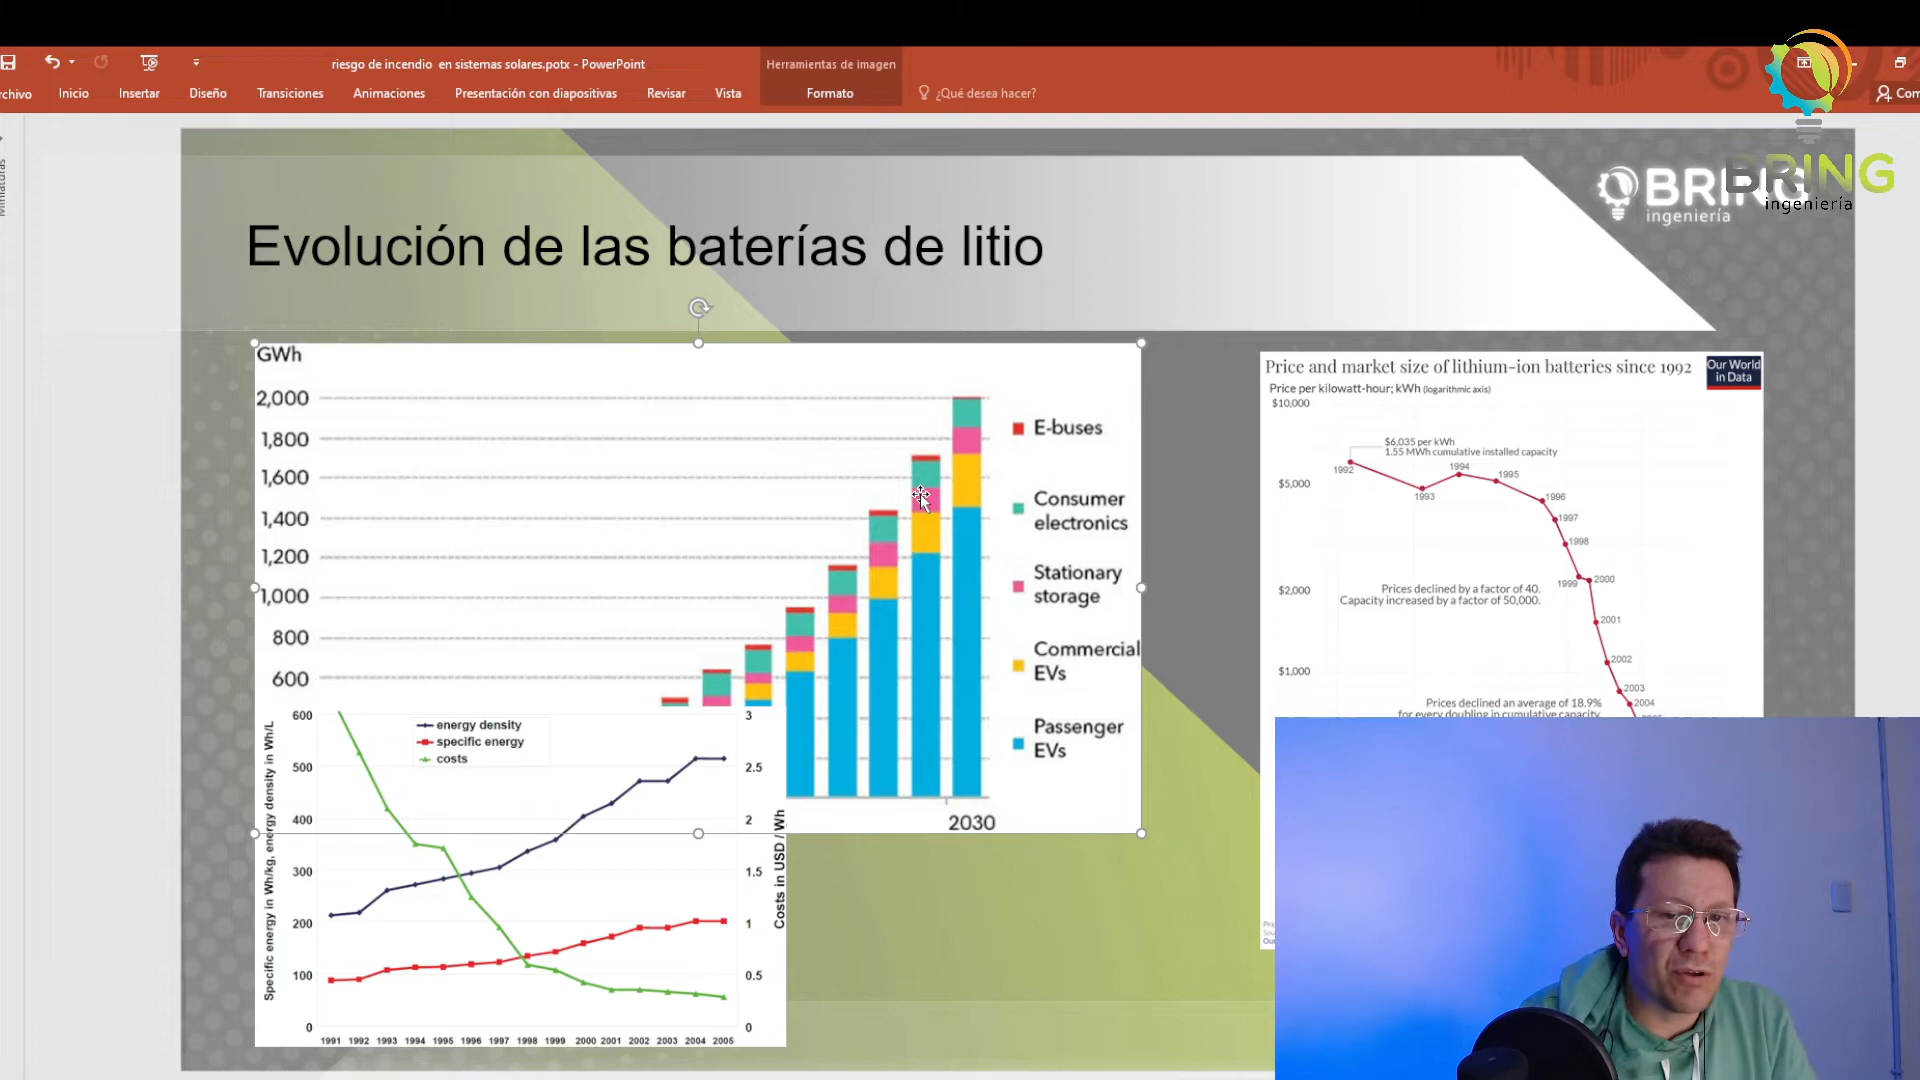 riesgo de incendio en sistemas solares.potx - PowerPoint
Herramientas de imagen
rchivo
Inicio
Insertar
Diseño
Transiciones
Animaciones
Presentación con diapositivas
Revisar
Vista
Formato
¿Qué desea hacer?
Com
Miniaturas
BRING
ingeniería
BRING
ingeniería
Evolución de las baterías de litio
GWh
2,000
1,800
1,600
1,400
1,200
1,000
800
600
2030
E-buses
Consumer
electronics
Stationary
storage
Commercial
EVs
Passenger
EVs
Specific energy in Wh/kg, energy density in Wh/L
600
500
400
300
200
100
0
energy density
specific energy
costs
3
2.5
2
1.5
1
0.5
0
Costs in USD / Wh
1991 1992 1993 1994 1995 1996 1997 1998 1999 2000 2001 2002 2003 2004 2005
Price and market size of lithium-ion batteries since 1992
Our World
in Data
Price per kilowatt-hour; kWh (logarithmic axis)
$10,000
$5,000
$2,000
$1,000
$6,035 per kWh
1.55 MWh cumulative installed capacity
1992
1993
1994
1995
1996
1997
1998
1999
2000
2001
2002
2003
2004
Prices declined by a factor of 40.
Capacity increased by a factor of 50,000.
Prices declined an average of 18.9%
for every doubling in cumulative capacity